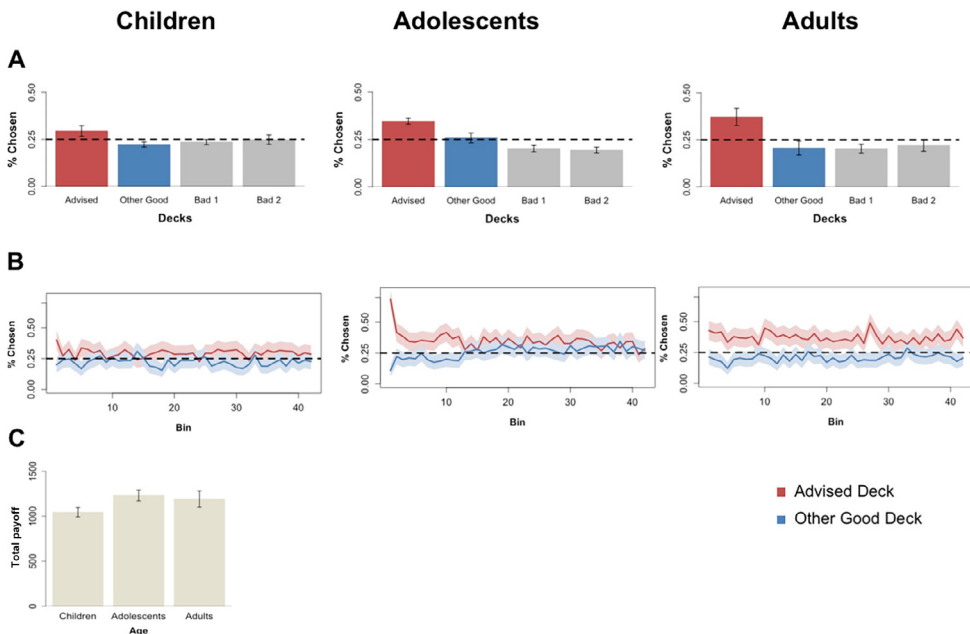 Children Adolescents Adults
A
% Chosen
0.50
0.25
0.00
Advised Other Good Bad 1 Bad 2
Decks
% Chosen
0.50
0.25
0.00
Advised Other Good Bad 1 Bad 2
Decks
% Chosen
0.50
0.25
0.00
Advised Other Good Bad 1 Bad 2
Decks
B
% Chosen
0.50
0.25
0.00
10 20 30 40
Bin
% Chosen
0.50
0.25
0.00
10 20 30 40
Bin
% Chosen
0.50
0.25
0.00
10 20 30 40
Bin
C
Total payoff
1500
1000
500
0
Children Adolescents Adults
Age
Advised Deck
Other Good Deck